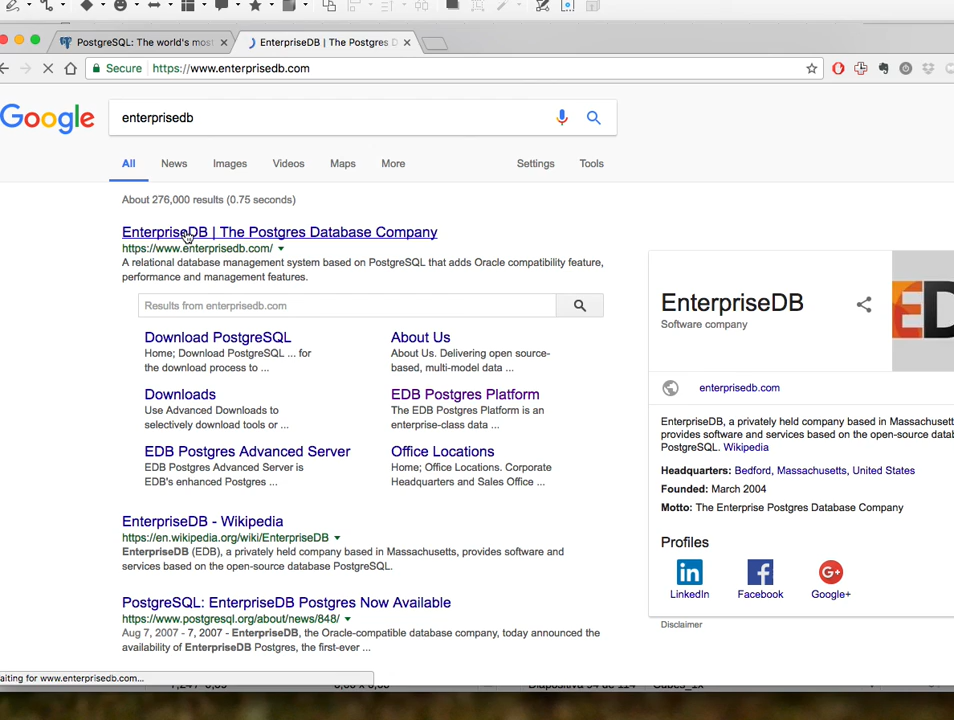 PostgreSQL: The world's mos
EnterpriseDB | The Postgres D
Secure https://www.enterprisedb.com
Google
enterprisedb
All News Images Videos Maps More Settings Tools
About 276,000 results (0.75 seconds)
EnterpriseDB | The Postgres Database Company
https://www.enterprisedb.com/
A relational database management system based on PostgreSQL that adds Oracle compatibility feature,
performance and management features.
Results from enterprisedb.com
Download PostgreSQL
Home; Download PostgreSQL ... for
the download process to ...
About Us
About Us. Delivering open source-
based, multi-model data ...
Downloads
Use Advanced Downloads to
selectively download tools or ...
EDB Postgres Platform
The EDB Postgres Platform is an
enterprise-class data ...
EDB Postgres Advanced Server
EDB Postgres Advanced Server is
EDB's enhanced Postgres ...
Office Locations
Home; Office Locations. Corporate
Headquarters and Sales Office ...
EnterpriseDB - Wikipedia
https://en.wikipedia.org/wiki/EnterpriseDB
EnterpriseDB (EDB), a privately held company based in Massachusetts, provides software and
services based on the open-source database PostgreSQL.
PostgreSQL: EnterpriseDB Postgres Now Available
https://www.postgresql.org/about/news/848/
Aug 7, 2007 - 7, 2007 - EnterpriseDB, the Oracle-compatible database company, today announced the
availability of EnterpriseDB Postgres, the first-ever ...
EnterpriseDB
Software company
ED
enterprisedb.com
EnterpriseDB, a privately held company based in Massachusett
provides software and services based on the open-source datab
PostgreSQL. Wikipedia
Headquarters: Bedford, Massachusetts, United States
Founded: March 2004
Motto: The Enterprise Postgres Database Company
Profiles
in
LinkedIn
Facebook
G+
Google+
Disclaimer
aiting for www.enterprisedb.com...